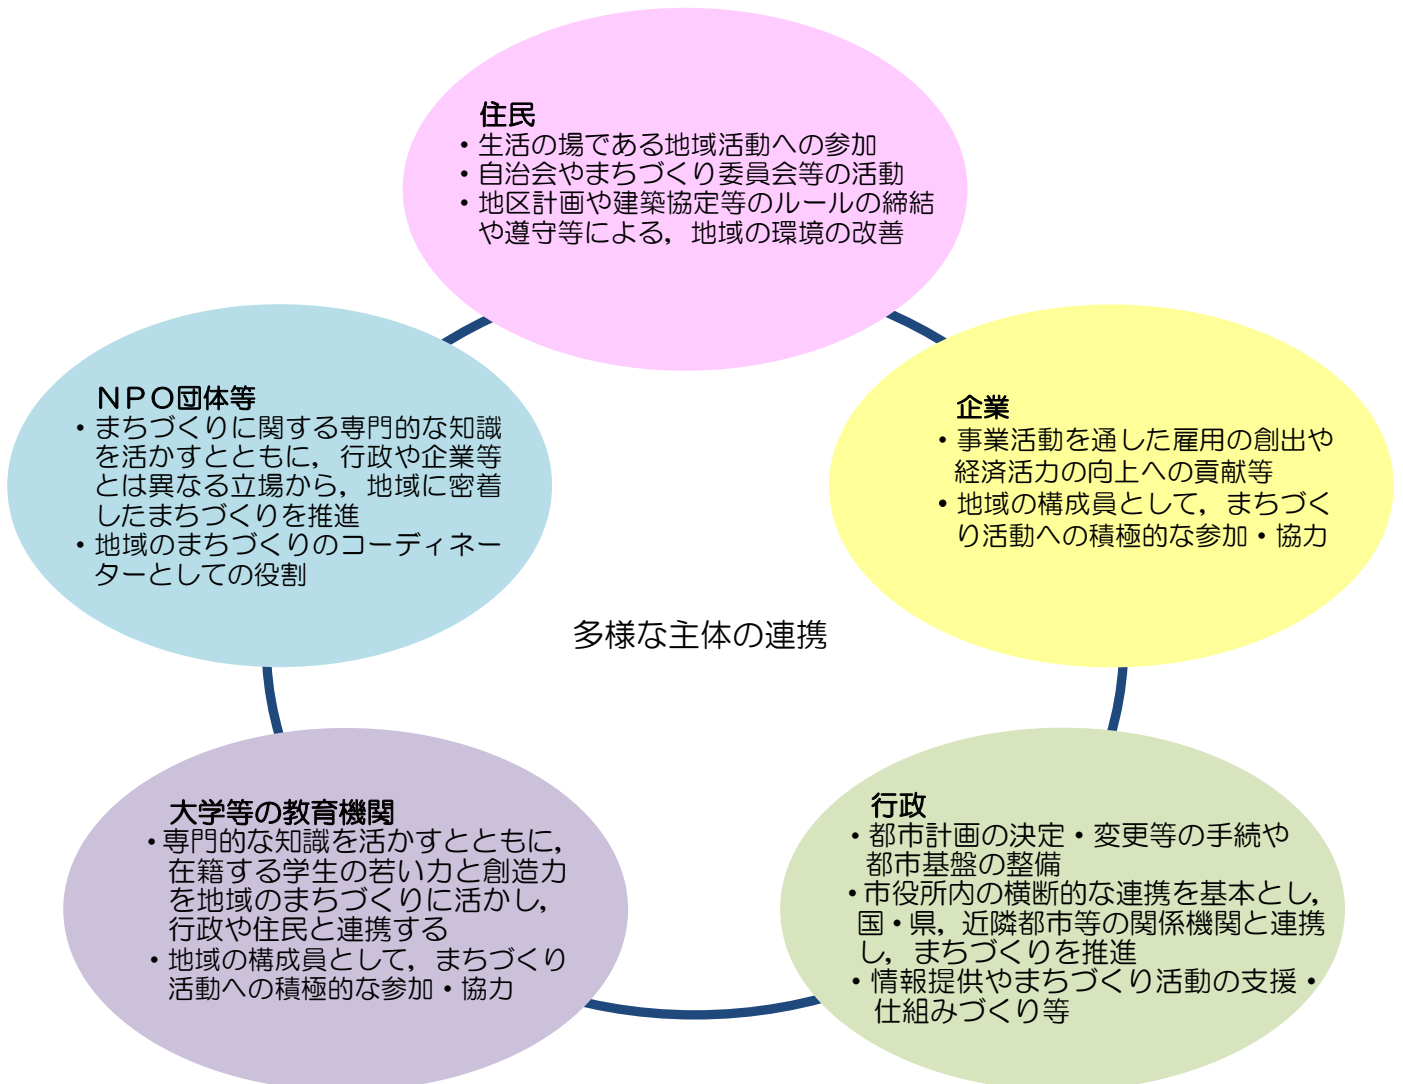 住民
・生活の場である地域活動への参加
・自治会やまちづくり委員会等の活動
・地区計画や建築協定等のルールの締結
や遵守等による，地域の環境の改善
NPO団体等
・まちづくりに関する専門的な知識
を活かすとともに，行政や企業等
とは異なる立場から，地域に密着
したまちづくりを推進
・地域のまちづくりのコーディネー
ターとしての役割
企業
・事業活動を通した雇用の創出や
経済活力の向上への貢献等
・地域の構成員として，まちづく
り活動への積極的な参加・協力
多様な主体の連携
大学等の教育機関
・専門的な知識を活かすとともに，
在籍する学生の若い力と創造力
を地域のまちづくりに活かし，
行政や住民と連携する
・地域の構成員として，まちづくり
活動への積極的な参加・協力
行政
・都市計画の決定・変更等の手続や
都市基盤の整備
・市役所内の横断的な連携を基本とし，
国・県，近隣都市等の関係機関と連携
し，まちづくりを推進
・情報提供やまちづくり活動の支援・
仕組みづくり等